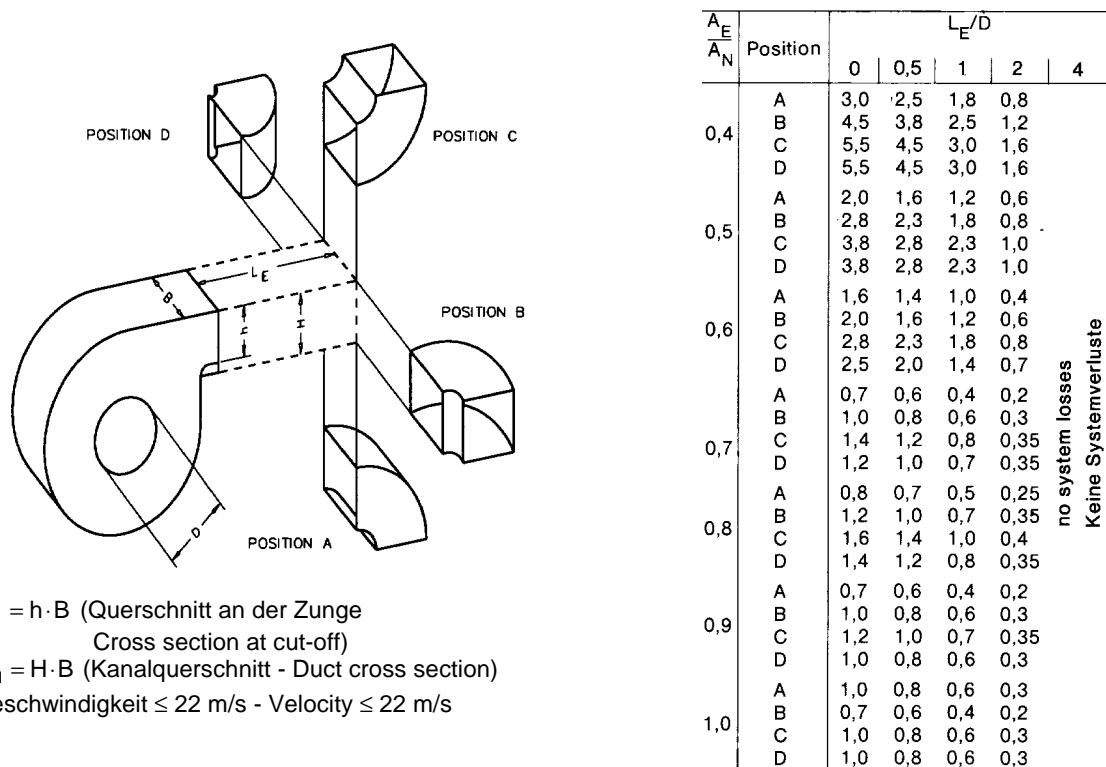 POSITION D
POSITION C
L_E
B
h
H
POSITION B
D
POSITION A
= h·B (Querschnitt an der Zunge
Cross section at cut-off)
= H·B (Kanalquerschnitt - Duct cross section)
eschwindigkeit ≤ 22 m/s - Velocity ≤ 22 m/s
A_E/A_N Position L_E/D
0 0,5 1 2 4
0,4
A 3,0 2,5 1,8 0,8
B 4,5 3,8 2,5 1,2
C 5,5 4,5 3,0 1,6
D 5,5 4,5 3,0 1,6
0,5
A 2,0 1,6 1,2 0,6
B 2,8 2,3 1,8 0,8
C 3,8 2,8 2,3 1,0
D 3,8 2,8 2,3 1,0
0,6
A 1,6 1,4 1,0 0,4
B 2,0 1,6 1,2 0,6
C 2,8 2,3 1,8 0,8
D 2,5 2,0 1,4 0,7
0,7
A 0,7 0,6 0,4 0,2
B 1,0 0,8 0,6 0,3
C 1,4 1,2 0,8 0,35
D 1,2 1,0 0,7 0,35
0,8
A 0,8 0,7 0,5 0,25
B 1,2 1,0 0,7 0,35
C 1,6 1,4 1,0 0,4
D 1,4 1,2 0,8 0,35
0,9
A 0,7 0,6 0,4 0,2
B 1,0 0,8 0,6 0,3
C 1,2 1,0 0,7 0,35
D 1,0 0,8 0,6 0,3
1,0
A 1,0 0,8 0,6 0,3
B 0,7 0,6 0,4 0,2
C 1,0 0,8 0,6 0,3
D 1,0 0,8 0,6 0,3
no system losses
Keine Systemverluste